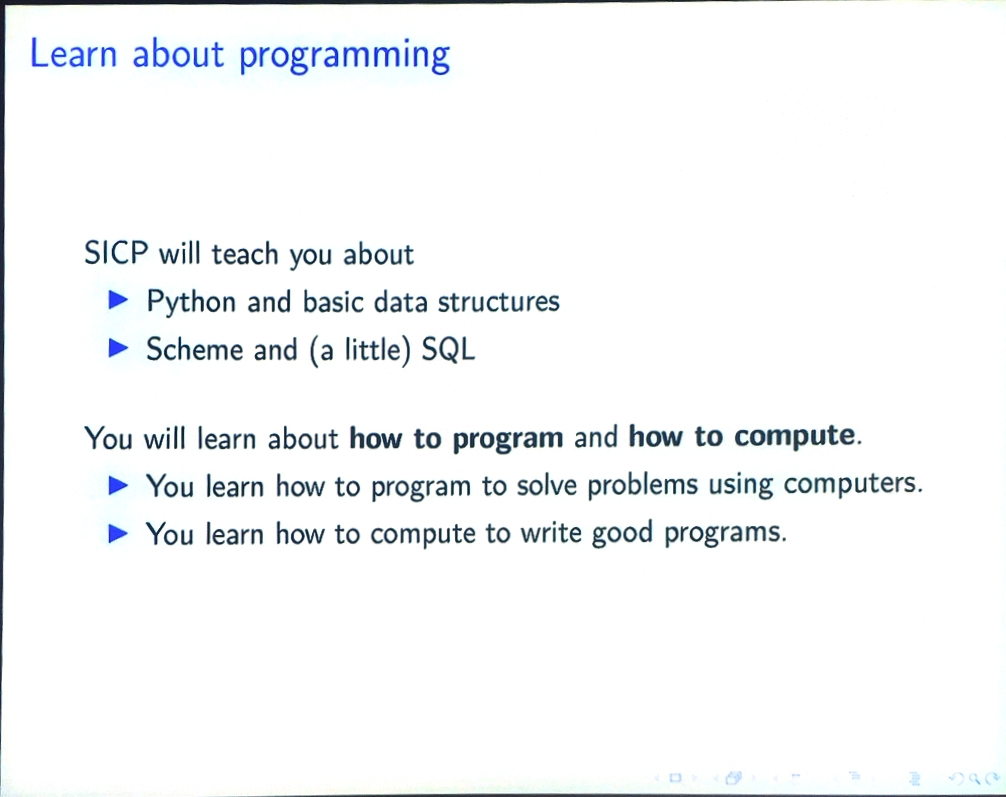 Learn about programming
SICP will teach you about
▶ Python and basic data structures
▶ Scheme and (a little) SQL
You will learn about how to program and how to compute.
▶ You learn how to program to solve problems using computers.
▶ You learn how to compute to write good programs.